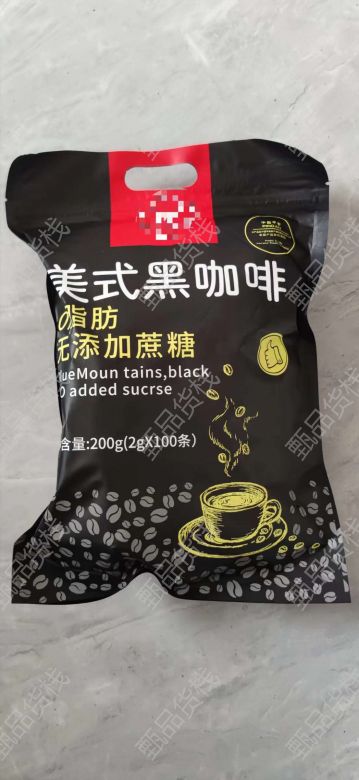 美式黑咖啡
0脂肪
无添加蔗糖
lueMoun tains,black
0 added sucrse
含量:200g(2gX100条)
甄品货栈